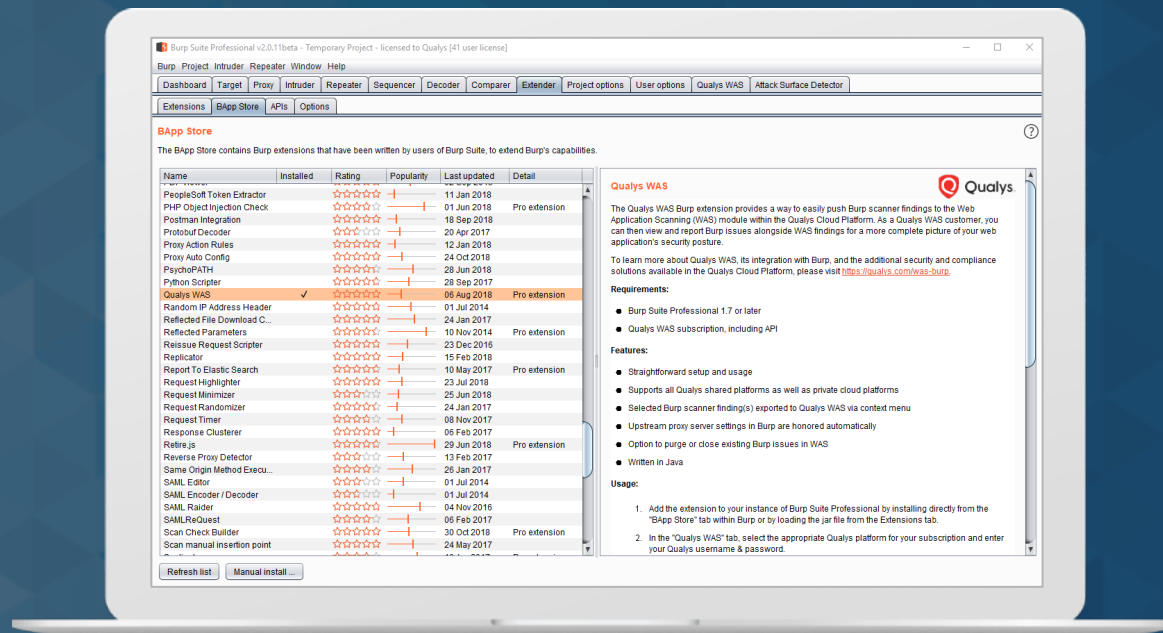 Burp Suite Professional v2.0.11beta - Temporary Project - licensed to Qualys [41 user license]
Burp Project Intruder Repeater Window Help
Dashboard Target Proxy Intruder Repeater Sequencer Decoder Comparer Extender Project options User options Qualys WAS Attack Surface Detector
Extensions BApp Store APIs Options
BApp Store
The BApp Store contains Burp extensions that have been written by users of Burp Suite, to extend Burp's capabilities.
Name Installed Rating Popularity Last updated Detail
PeopleSoft Token Extractor 11 Jan 2018
PHP Object Injection Check 01 Jun 2018 Pro extension
Postman Integration 18 Sep 2018
Protobuf Decoder 20 Apr 2017
Proxy Action Rules 12 Jan 2018
Proxy Auto Config 24 Oct 2018
PsychoPATH 28 Jun 2018
Python Scripter 28 Sep 2017
Qualys WAS ✓ 06 Aug 2018 Pro extension
Random IP Address Header 01 Jul 2014
Reflected File Download C... 24 Jan 2017
Reflected Parameters 10 Nov 2014 Pro extension
Reissue Request Scripter 23 Dec 2016
Replicator 15 Feb 2018
Report To Elastic Search 10 May 2017 Pro extension
Request Highlighter 23 Jul 2018
Request Minimizer 25 Jun 2018
Request Randomizer 24 Jan 2017
Request Timer 08 Nov 2017
Response Clusterer 06 Feb 2017
Retire.js 29 Jun 2018 Pro extension
Reverse Proxy Detector 13 Feb 2017
Same Origin Method Execu... 26 Jan 2017
SAML Editor 01 Jul 2014
SAML Encoder / Decoder 01 Jul 2014
SAML Raider 04 Nov 2016
SAMLReQuest 06 Feb 2017
Scan Check Builder 30 Oct 2018 Pro extension
Scan manual insertion point 24 May 2017
Refresh list Manual install ...
?
Qualys WAS
Qualys.
The Qualys WAS Burp extension provides a way to easily push Burp scanner findings to the Web
Application Scanning (WAS) module within the Qualys Cloud Platform. As a Qualys WAS customer, you
can then view and report Burp issues alongside WAS findings for a more complete picture of your web
application's security posture.
To learn more about Qualys WAS, its integration with Burp, and the additional security and compliance
solutions available in the Qualys Cloud Platform, please visit https://qualys.com/was-burp.
Requirements:
● Burp Suite Professional 1.7 or later
● Qualys WAS subscription, including API
Features:
● Straightforward setup and usage
● Supports all Qualys shared platforms as well as private cloud platforms
● Selected Burp scanner finding(s) exported to Qualys WAS via context menu
● Upstream proxy server settings in Burp are honored automatically
● Option to purge or close existing Burp issues in WAS
● Written in Java
Usage:
1. Add the extension to your instance of Burp Suite Professional by installing directly from the
"BApp Store" tab within Burp or by loading the jar file from the Extensions tab.
2. In the "Qualys WAS" tab, select the appropriate Qualys platform for your subscription and enter
your Qualys username & password.